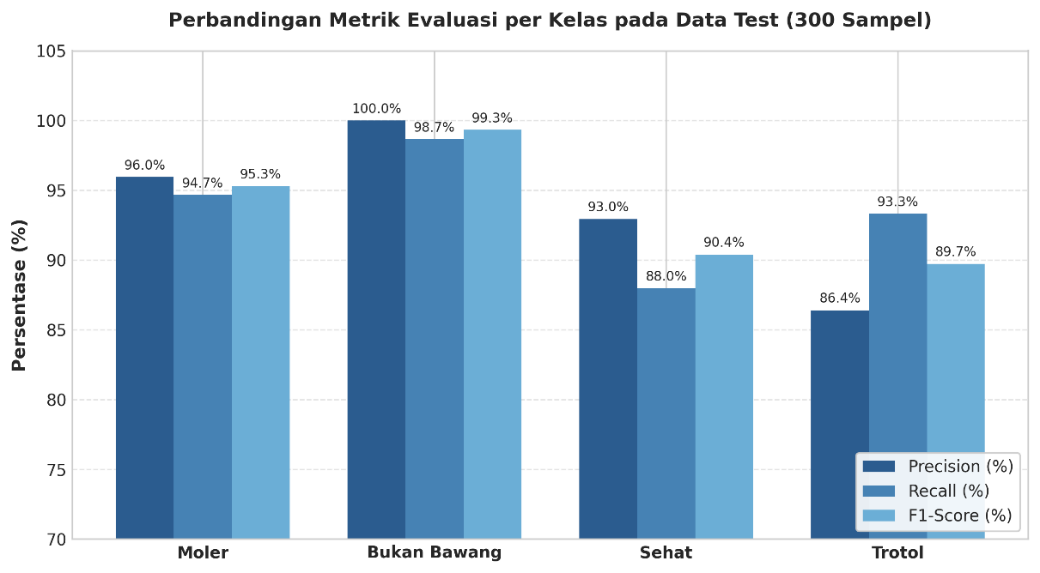 Perbandingan Metrik Evaluasi per Kelas pada Data Test (300 Sampel)
Persentase (%)
105
100
95
90
85
80
75
70
96.0%
94.7%
95.3%
100.0%
98.7%
99.3%
93.0%
88.0%
90.4%
86.4%
93.3%
89.7%
Precision (%)
Recall (%)
F1-Score (%)
Moler
Bukan Bawang
Sehat
Trotol